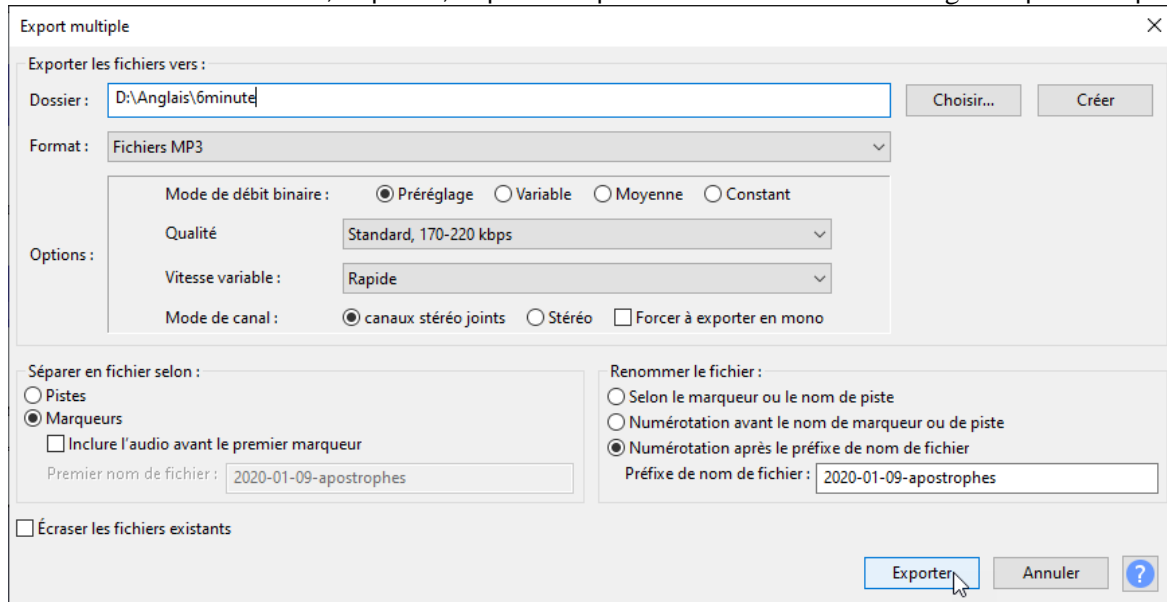 Export multiple
Exporter les fichiers vers :
Dossier : D:\Anglais\6minute Choisir... Créer
Format : Fichiers MP3
Options :
Mode de débit binaire : Préréglage Variable Moyenne Constant
Qualité Standard, 170-220 kbps
Vitesse variable : Rapide
Mode de canal : canaux stéréo joints Stéréo Forcer à exporter en mono
Séparer en fichier selon :
Pistes
Marqueurs
Inclure l'audio avant le premier marqueur
Premier nom de fichier : 2020-01-09-apostrophes
Renommer le fichier :
Selon le marqueur ou le nom de piste
Numérotation avant le nom de marqueur ou de piste
Numérotation après le préfixe de nom de fichier
Préfixe de nom de fichier : 2020-01-09-apostrophes
Écraser les fichiers existants
Exporter Annuler ?